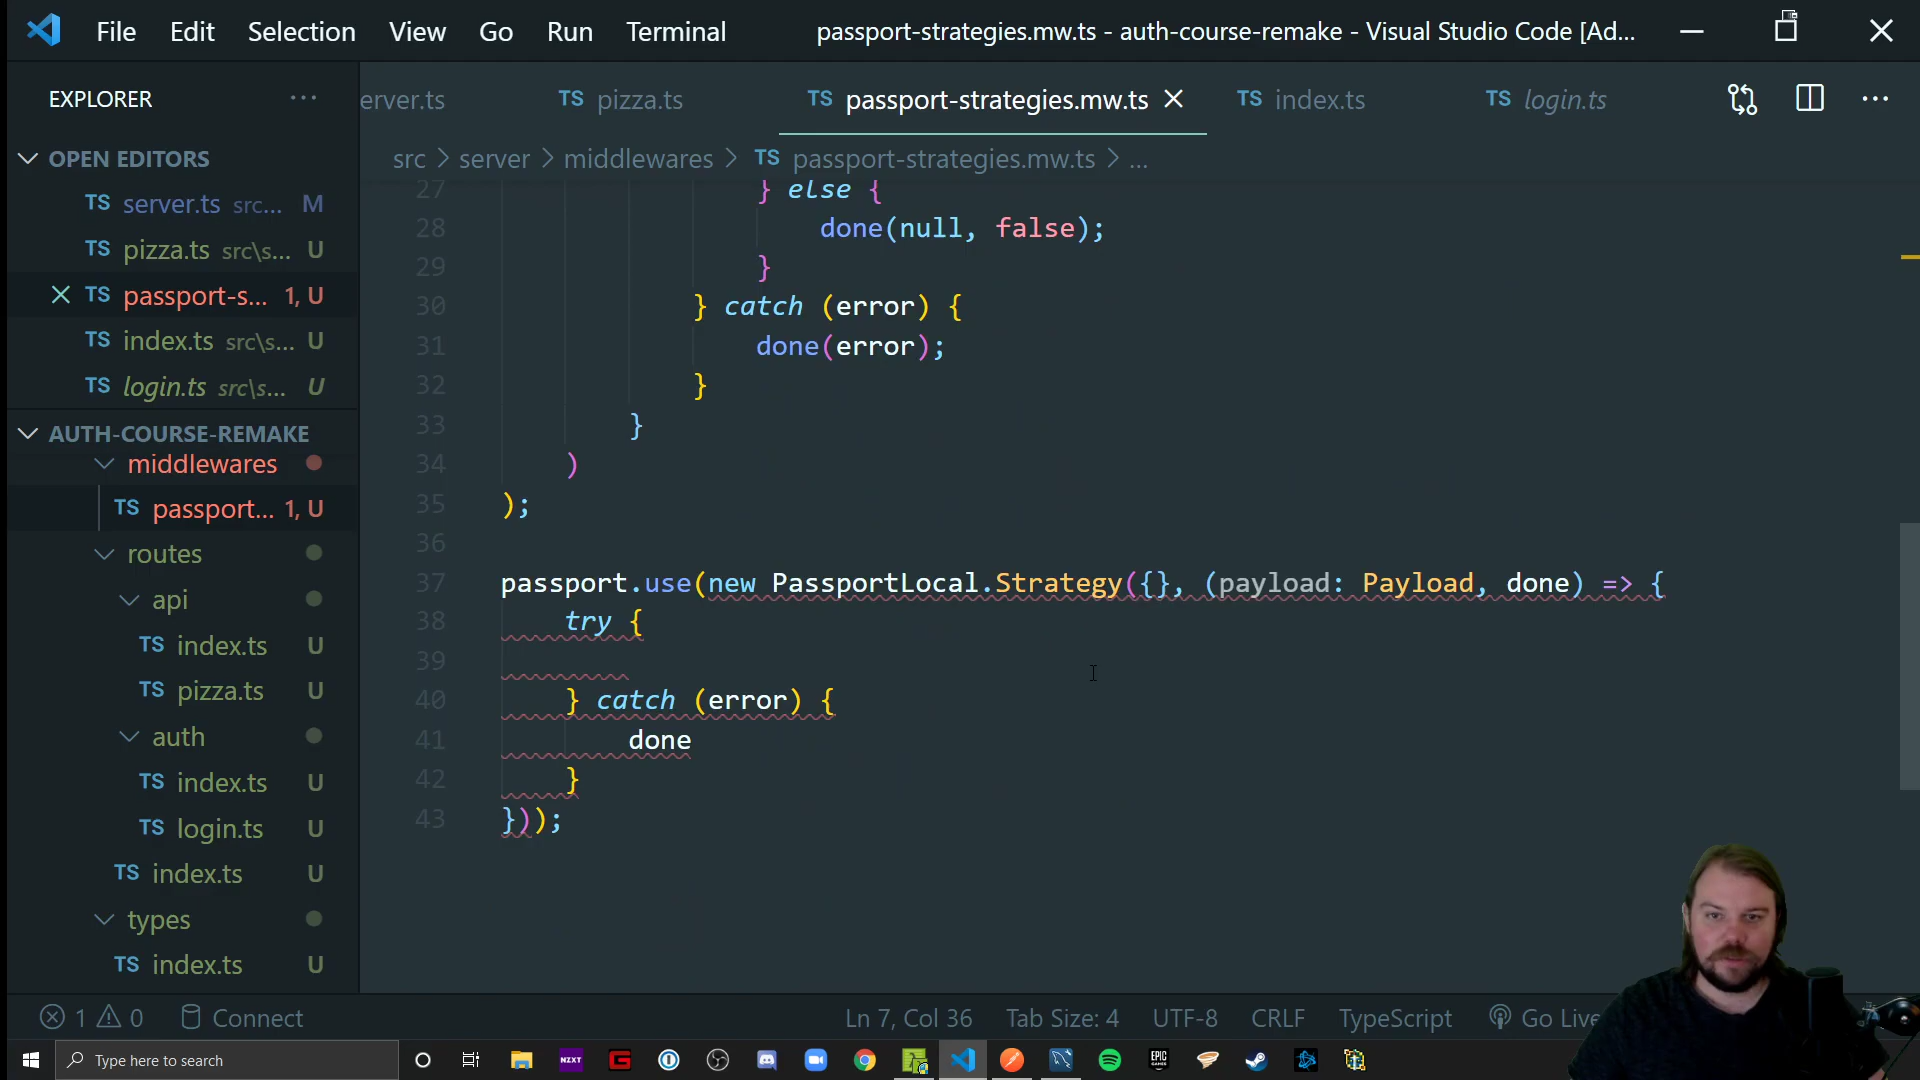 File Edit Selection View Go Run Terminal passport-strategies.mw.ts - auth-course-remake - Visual Studio Code [Ad...
EXPLORER ...
erver.ts TS pizza.ts TS passport-strategies.mw.ts TS index.ts TS login.ts ...
OPEN EDITORS
src > server > middlewares > TS passport-strategies.mw.ts > ...
TS server.ts src... M
TS pizza.ts src\s... U
TS passport-s... 1, U
TS index.ts src\s... U
TS login.ts src\s... U
AUTH-COURSE-REMAKE
middlewares
TS passport... 1, U
routes
api
TS index.ts U
TS pizza.ts U
auth
TS index.ts U
TS login.ts U
TS index.ts U
types
TS index.ts U
27 } else {
28 done(null, false);
29 }
30 } catch (error) {
31 done(error);
32 }
33 }
34 )
35 );
36
37 passport.use(new PassportLocal.Strategy({}, (payload: Payload, done) => {
38 try {
39
40 } catch (error) {
41 done
42 }
43 }));
1 0 Connect Ln 7, Col 36 Tab Size: 4 UTF-8 CRLF TypeScript Go Live
Type here to search
NZXT
EPIC GAMES